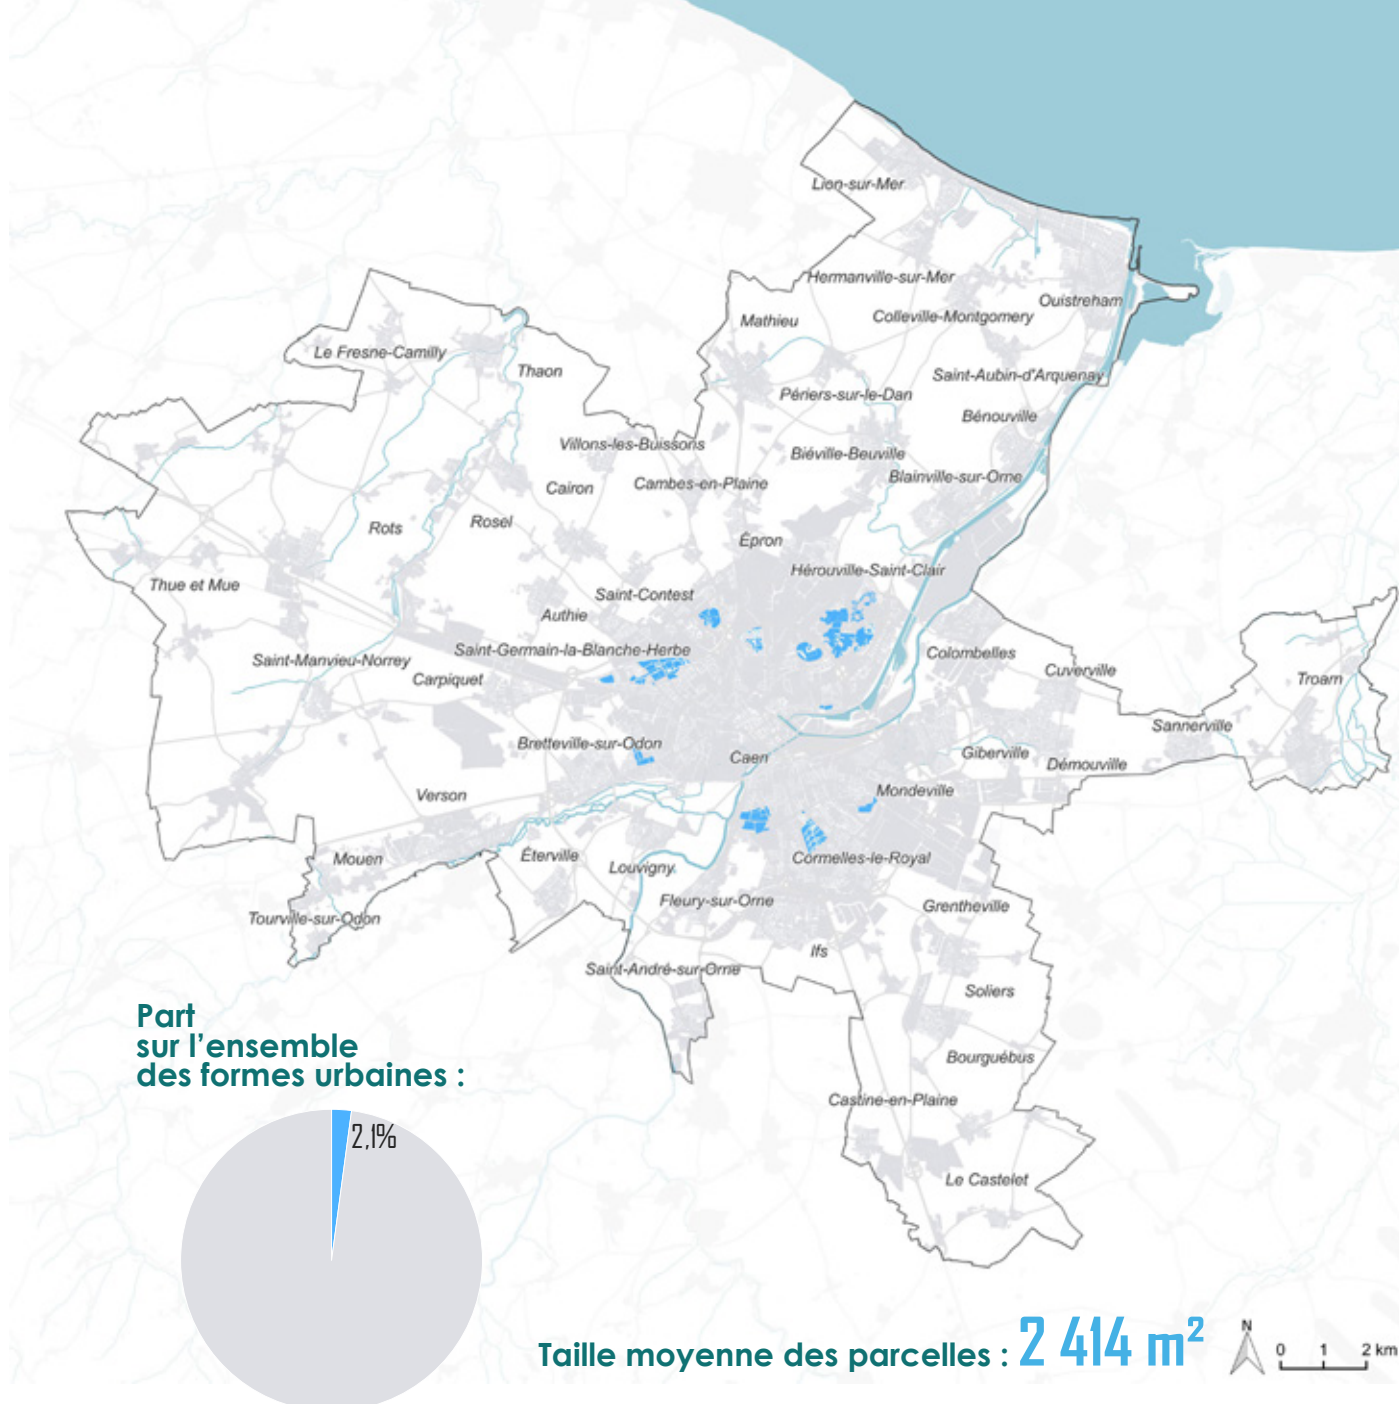 Lion-sur-Mer
Hermanville-sur-Mer
Ouistreham
Colleville-Montgomery
Mathieu
Le Fresne-Camilly
Thaon
Saint-Aubin-d'Arquenay
Périers-sur-le-Dan
Bénouville
Villons-les-Buissons
Biéville-Beuville
Blainville-sur-Orne
Cambes-en-Plaine
Cairon
Rosel
Rots
Épron
Hérouville-Saint-Clair
Thue et Mue
Saint-Contest
Authie
Saint-Germain-la-Blanche-Herbe
Colombelles
Saint-Manvieu-Norrey
Carpiquet
Cuverville
Troarn
Sannerville
Bretteville-sur-Odon
Caen
Giberville
Démouville
Verson
Mondeville
Mouen
Éterville
Louvigny
Cormelles-le-Royal
Fleury-sur-Orne
Grentheville
Tourville-sur-Odon
Ifs
Saint-André-sur-Orne
Soliers
Bourguébus
Castine-en-Plaine
Le Castelet
Part
sur l'ensemble
des formes urbaines :
2,1%
Taille moyenne des parcelles : 2 414 m²
N
0 1 2 km